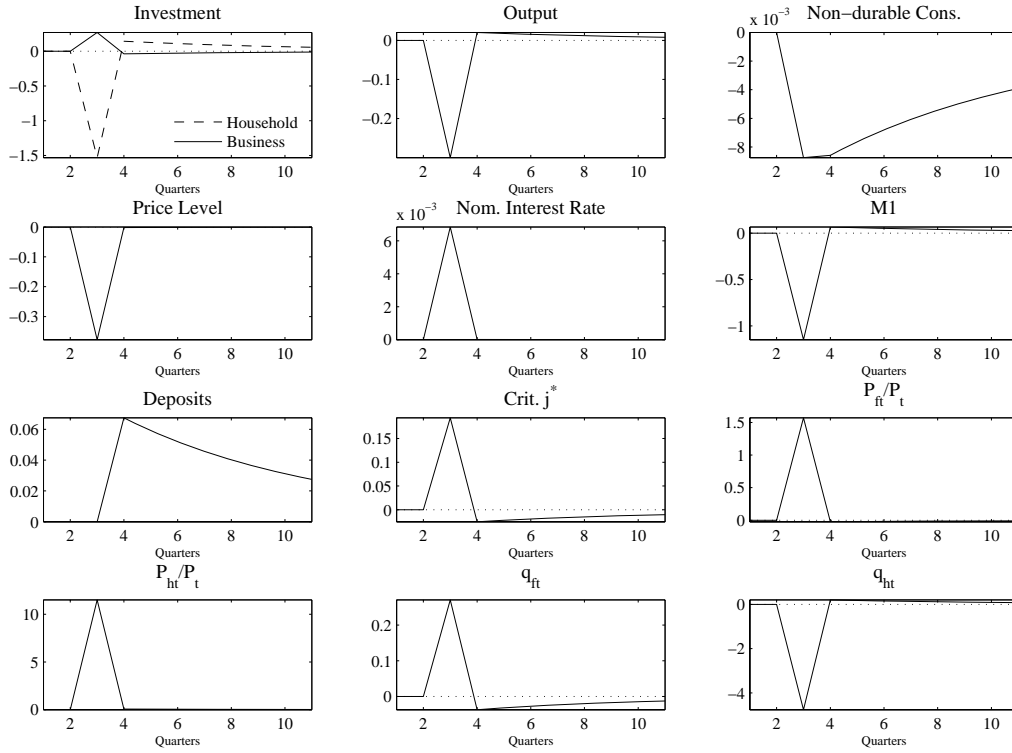 Investment
0
−0.5
−1
−1.5
Household
Business
2 4 6 8 10
Quarters
Output
0
−0.1
−0.2
2 4 6 8 10
Quarters
Non−durable Cons.
x 10⁻³
0
−2
−4
−6
−8
2 4 6 8 10
Quarters
Price Level
0
−0.1
−0.2
−0.3
2 4 6 8 10
Quarters
Nom. Interest Rate
x 10⁻³
6
4
2
0
2 4 6 8 10
Quarters
M1
0
−0.5
−1
2 4 6 8 10
Quarters
Deposits
0.06
0.04
0.02
0
2 4 6 8 10
Quarters
Crit. j*
0.15
0.1
0.05
0
2 4 6 8 10
Quarters
P_ft/P_t
1.5
1
0.5
0
2 4 6 8 10
Quarters
P_ht/P_t
10
5
0
2 4 6 8 10
Quarters
q_ft
0.2
0.1
0
2 4 6 8 10
Quarters
q_ht
0
−2
−4
2 4 6 8 10
Quarters